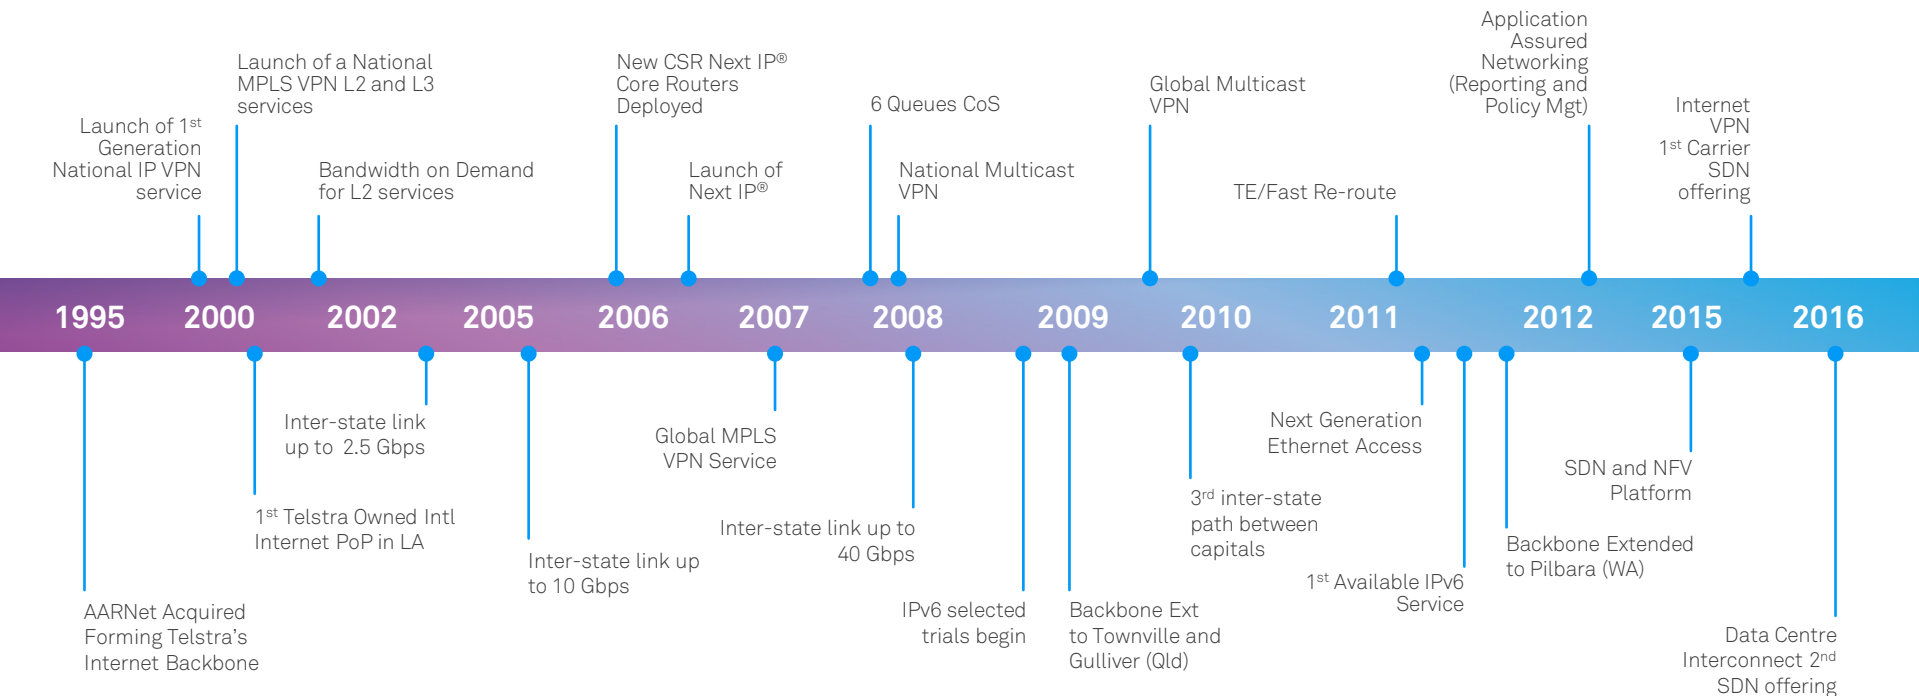 Launch of 1st
Generation
National IP VPN
service
Launch of a National
MPLS VPN L2 and L3
services
Bandwidth on Demand
for L2 services
New CSR Next IP®
Core Routers
Deployed
Launch of
Next IP®
6 Queues CoS
National Multicast
VPN
Global Multicast
VPN
TE/Fast Re-route
Application
Assured
Networking
(Reporting and
Policy Mgt)
Internet
VPN
1st Carrier
SDN
offering
1995 2000 2002 2005 2006 2007 2008 2009 2010 2011 2012 2015 2016
AARNet Acquired
Forming Telstra's
Internet Backbone
1st Telstra Owned Intl
Internet PoP in LA
Inter-state link
up to 2.5 Gbps
Inter-state link up
to 10 Gbps
Global MPLS
VPN Service
Inter-state link up to
40 Gbps
IPv6 selected
trials begin
Backbone Ext
to Townville and
Gulliver (Qld)
3rd inter-state
path between
capitals
Next Generation
Ethernet Access
1st Available IPv6
Service
Backbone Extended
to Pilbara (WA)
SDN and NFV
Platform
Data Centre
Interconnect 2nd
SDN offering